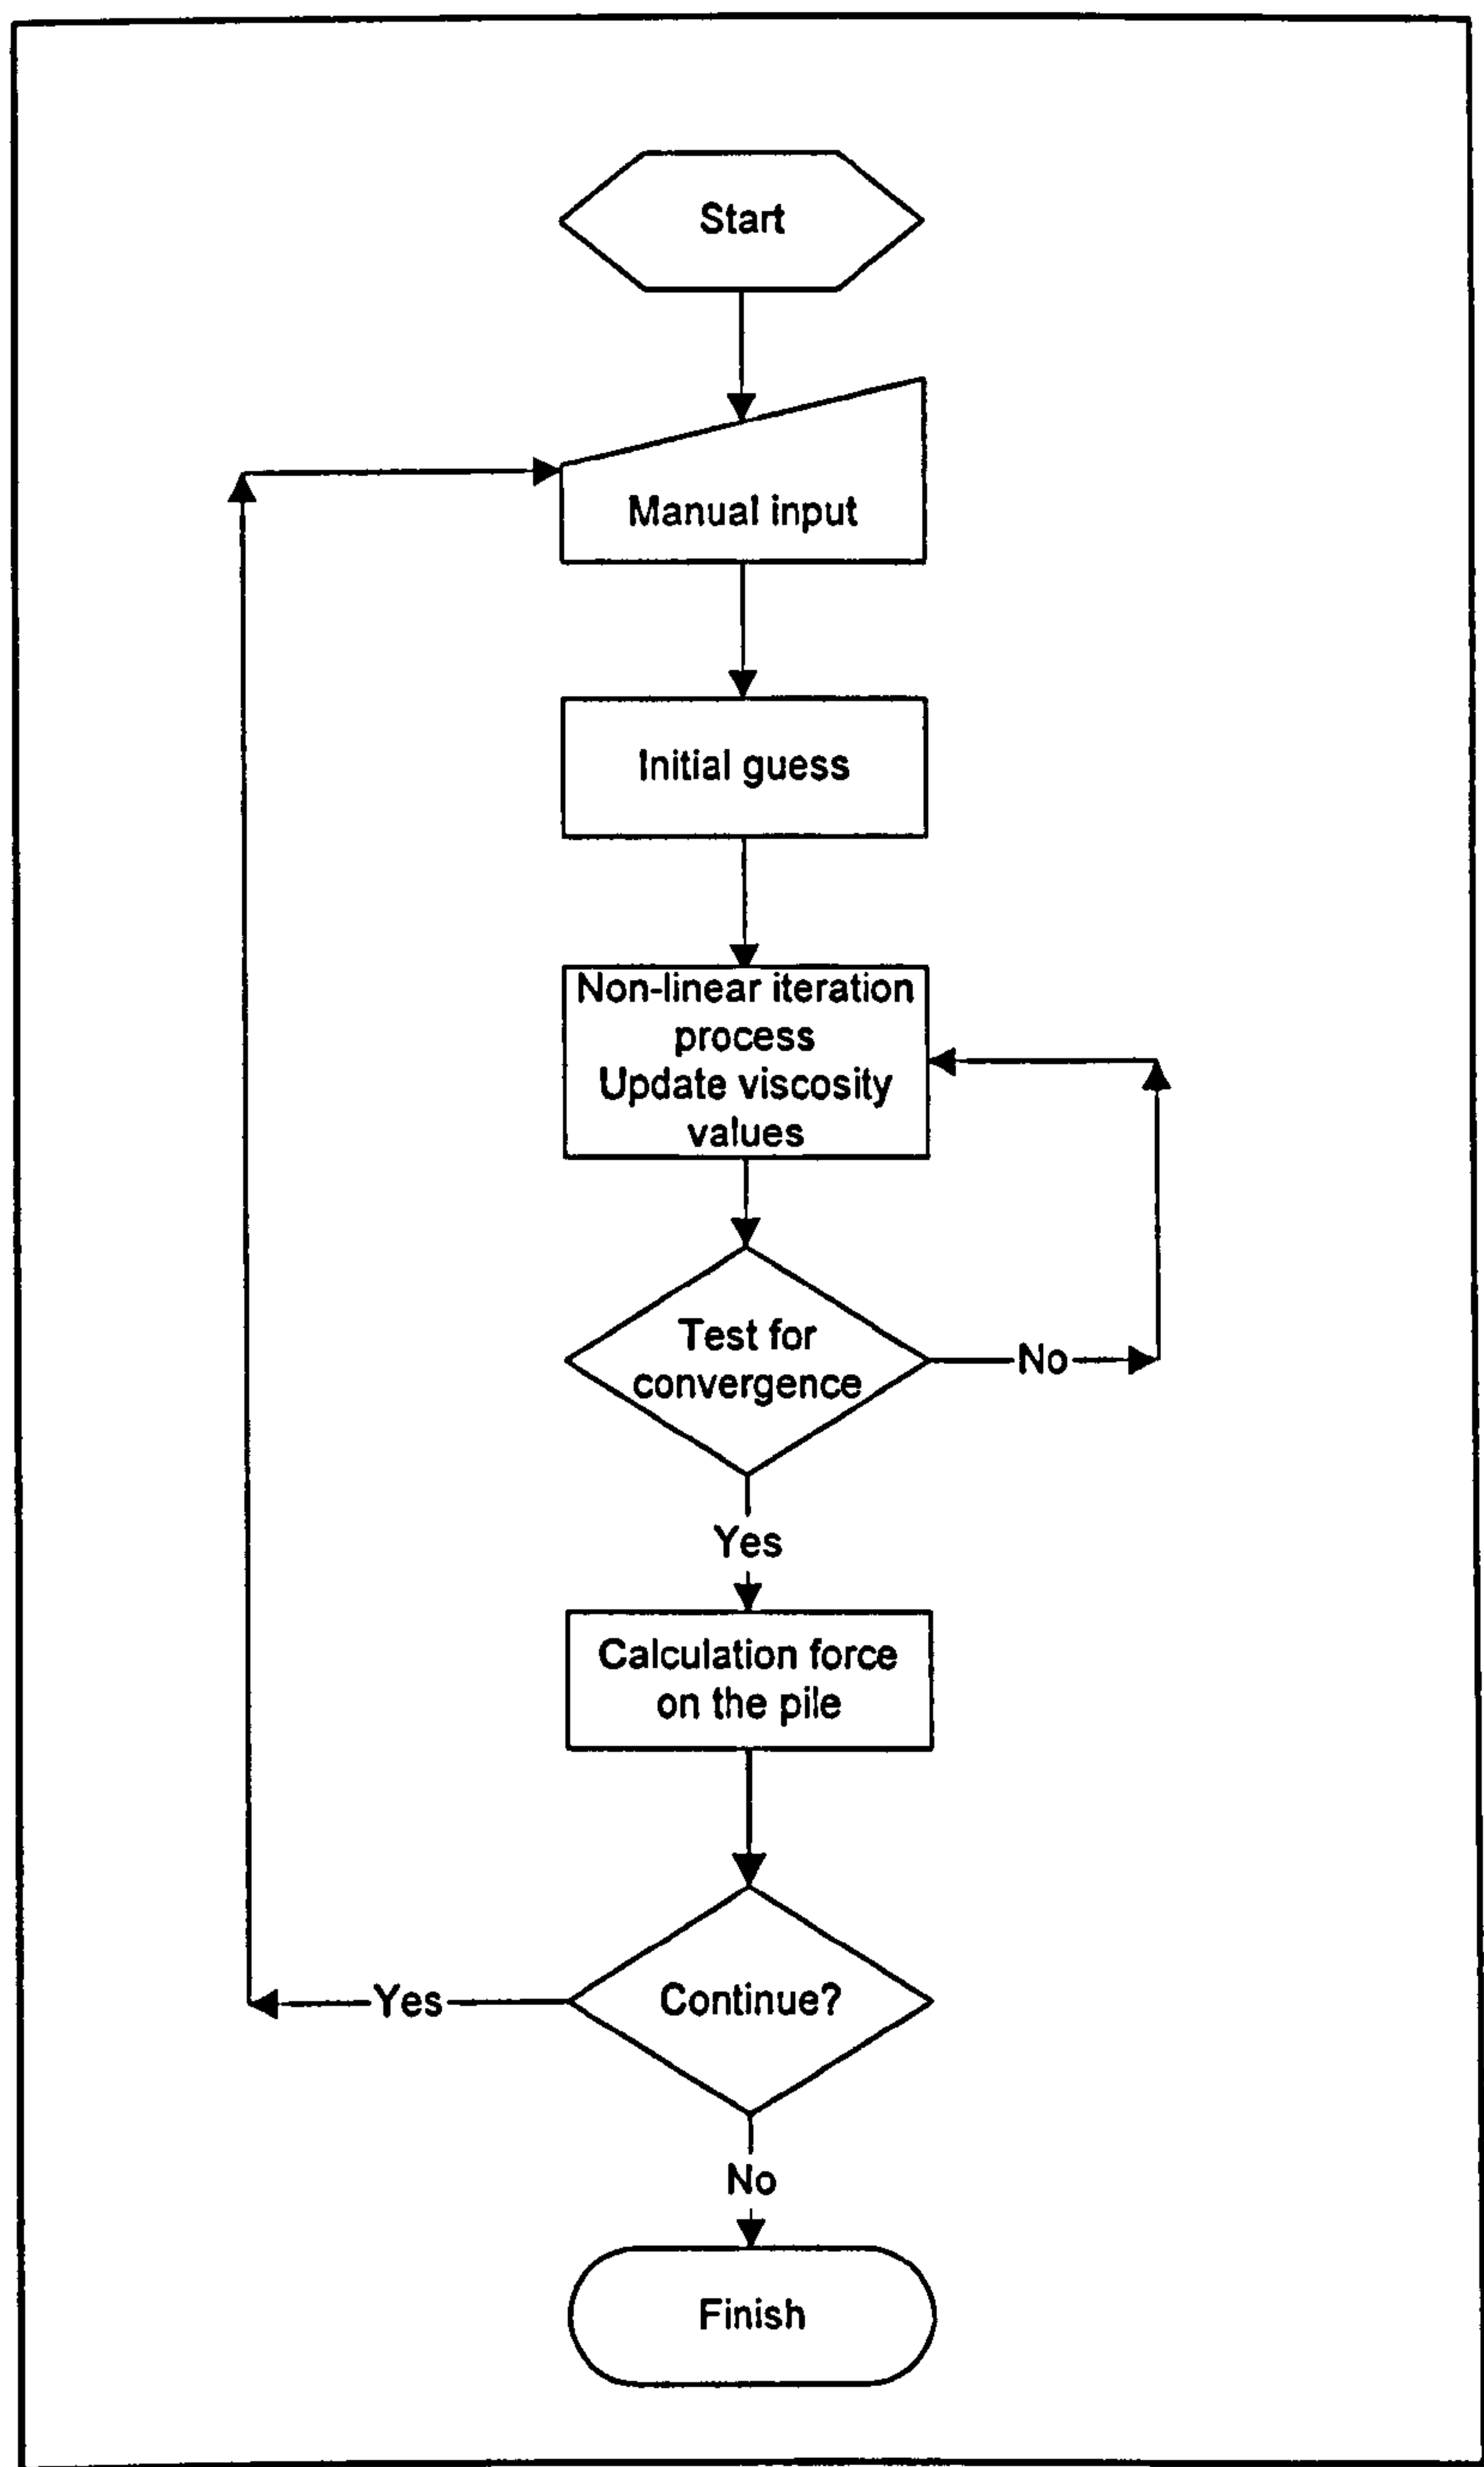 Start
Manual input
Initial guess
Non-linear iteration
process
Update viscosity
values
Test for
convergence
No
Yes
Calculation force
on the pile
Continue?
Yes
No
Finish